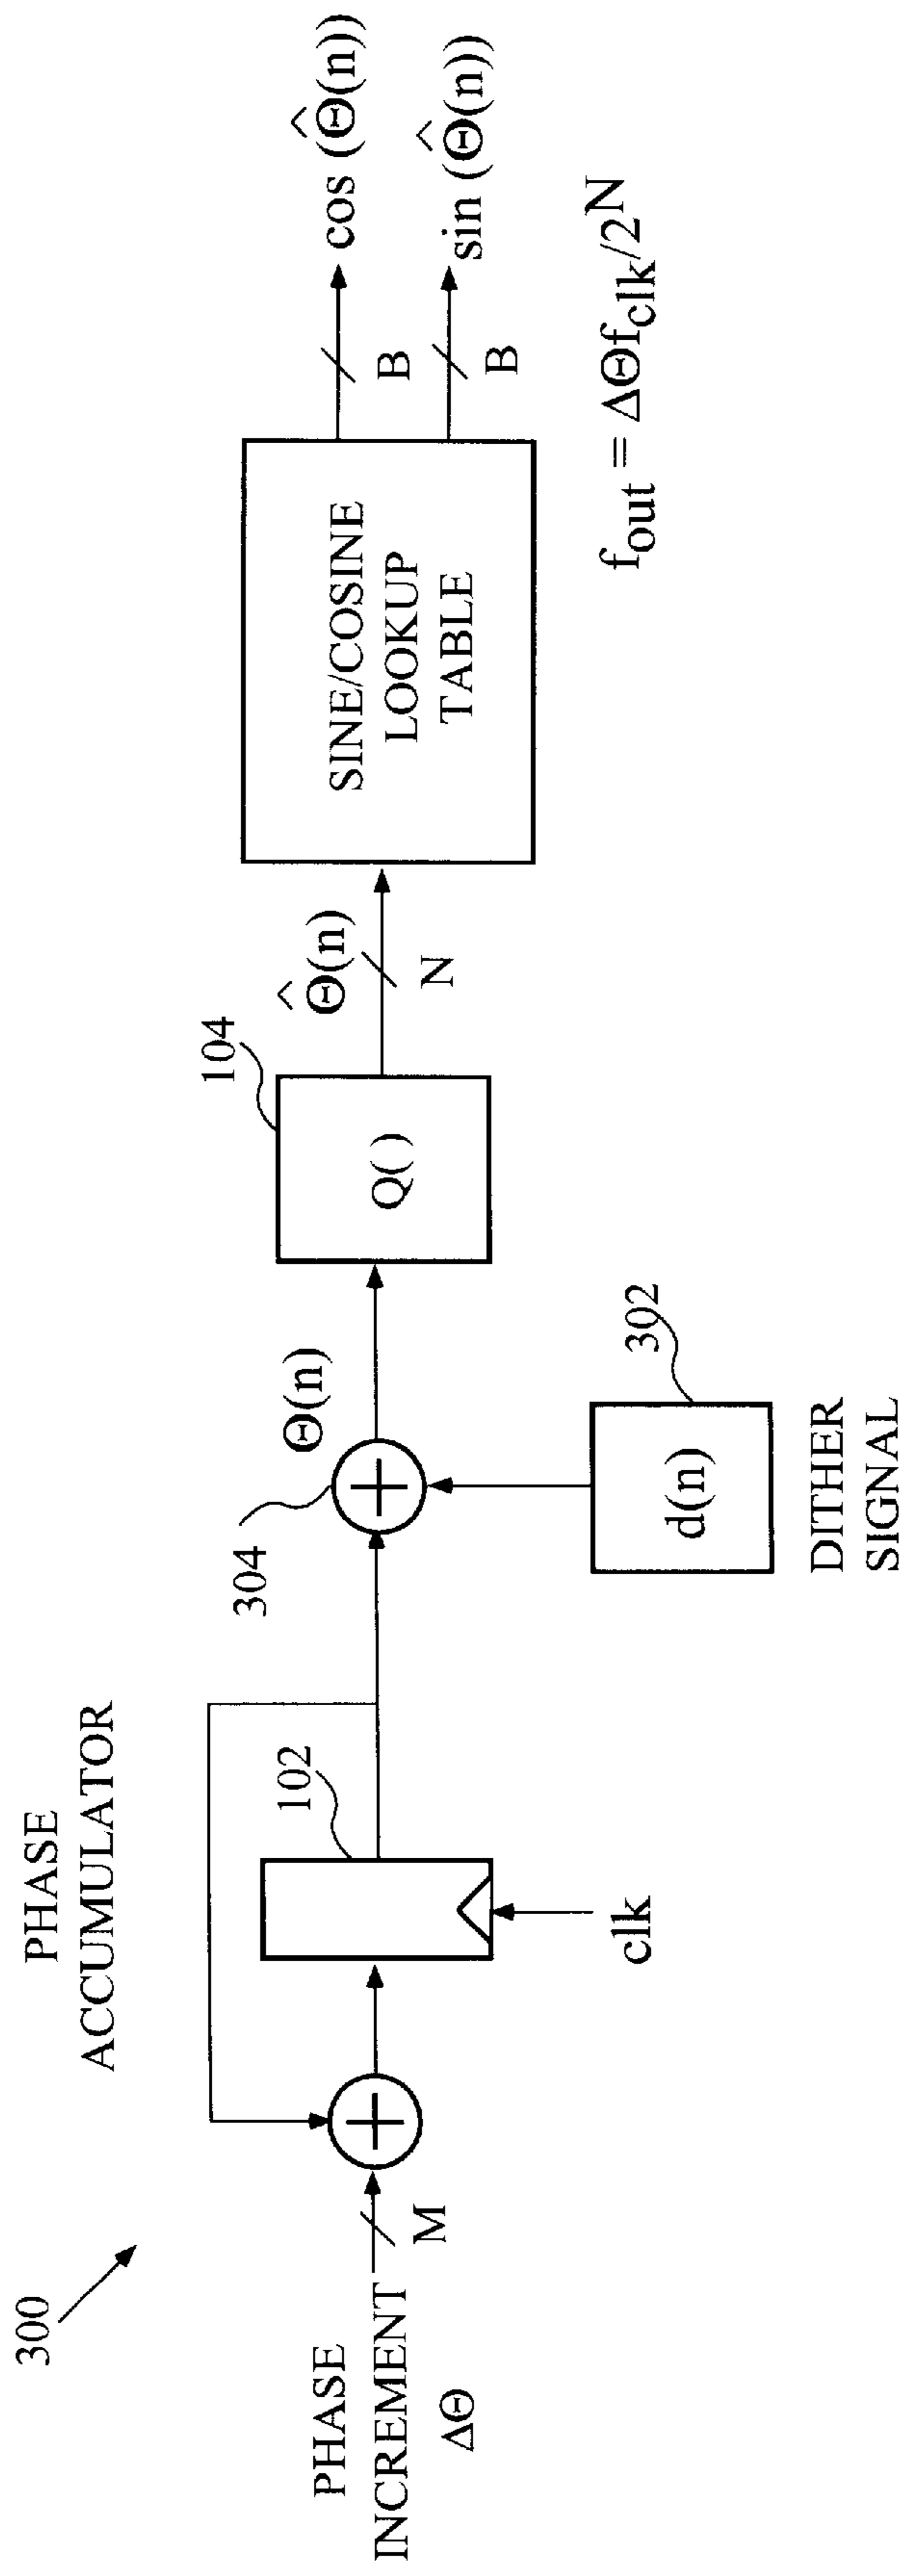 300
PHASE
ACCUMULATOR
PHASE
INCREMENT
ΔΘ
M
102
clk
304
Θ(n)
d(n)
302
DITHER
SIGNAL
Q( )
104
Θ̂(n)
N
SINE/COSINE
LOOKUP
TABLE
B
cos (Θ̂(n))
B
sin (Θ̂(n))
f_out = ΔΘf_clk/2^N